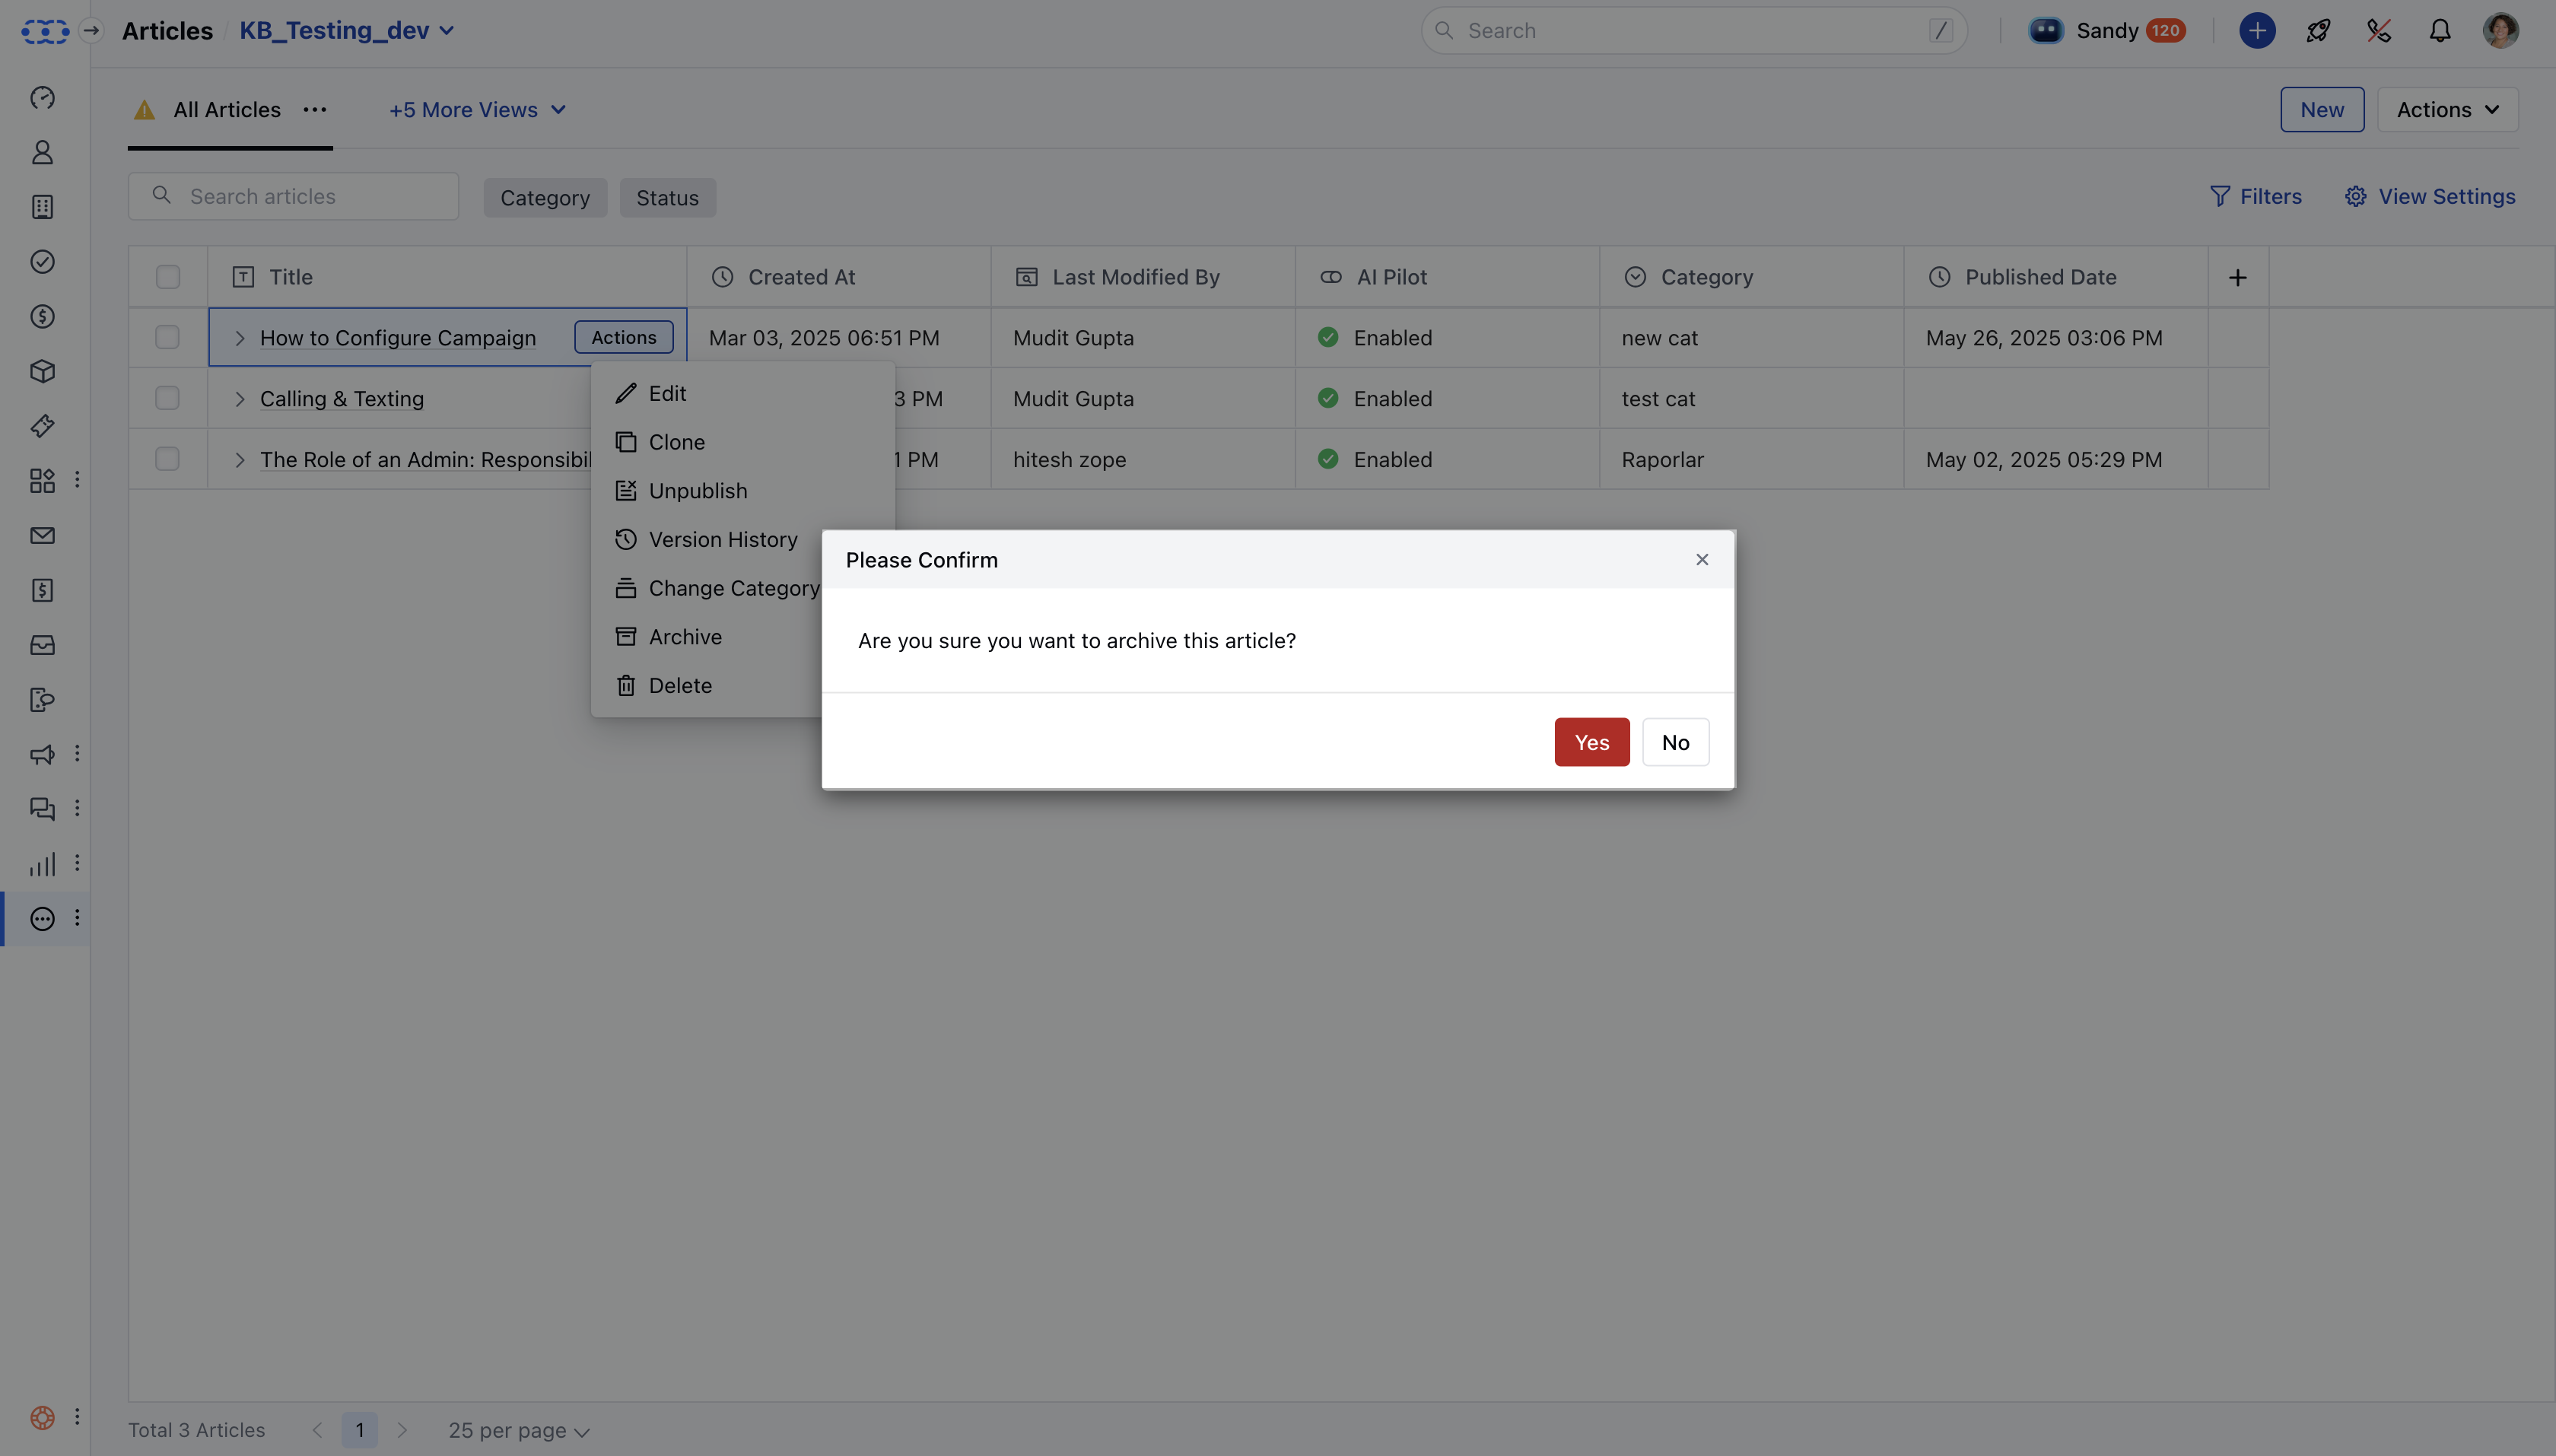 Articles / KB_Testing_dev
Search /
Sandy 120
All Articles
+5 More Views
New
Actions
Search articles
Category
Status
Filters
View Settings
Title
Created At
Last Modified By
AI Pilot
Category
Published Date
How to Configure Campaign
Actions
Mar 03, 2025 06:51 PM
Mudit Gupta
Enabled
new cat
May 26, 2025 03:06 PM
Calling & Texting
3 PM
Mudit Gupta
Enabled
test cat
The Role of an Admin: Responsibil
1 PM
hitesh zope
Enabled
Raporlar
May 02, 2025 05:29 PM
Edit
Clone
Unpublish
Version History
Change Category
Archive
Delete
Please Confirm
Are you sure you want to archive this article?
Yes
No
Total 3 Articles
1
25 per page